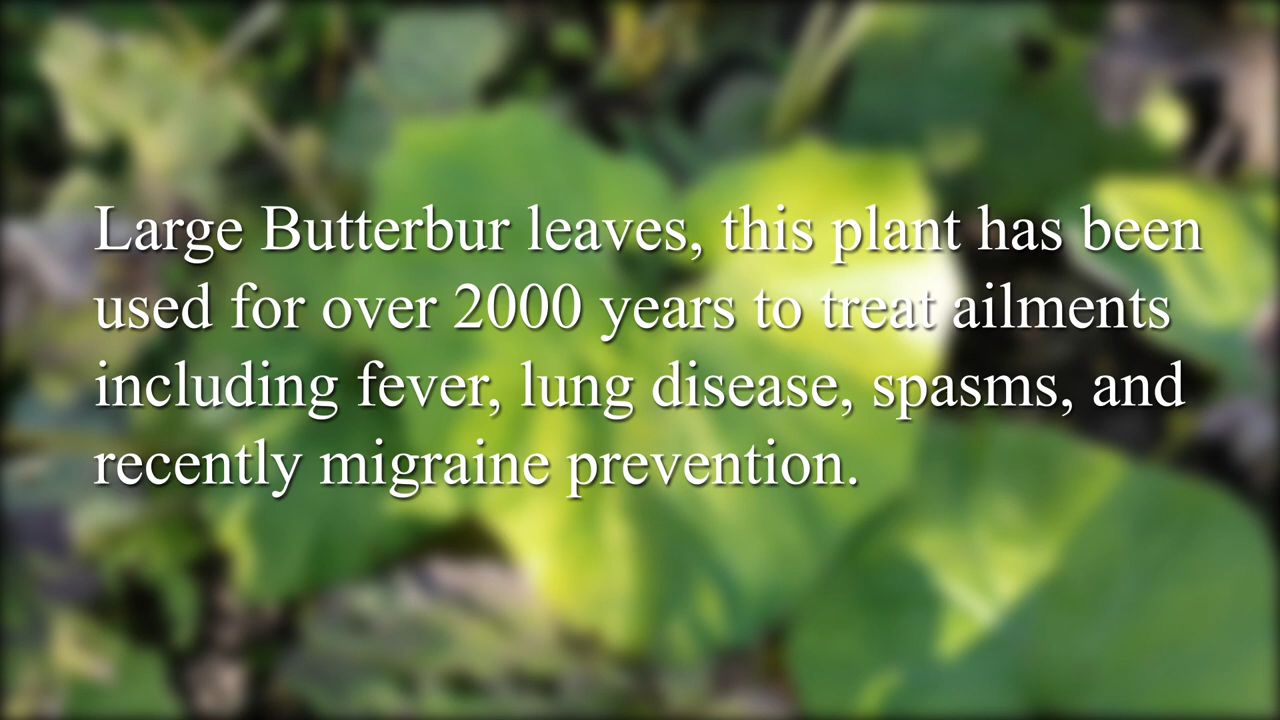 Large Butterbur leaves, this plant has been
used for over 2000 years to treat ailments
including fever, lung disease, spasms, and
recently migraine prevention.